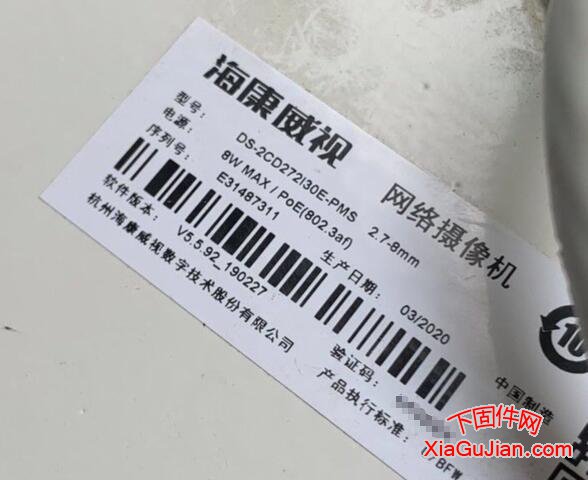 海康威视
网络摄像机
型号: DS-2CD272I30E-PMS 2.7-8mm
电源: 8W MAX / PoE(802.3af)
序列号: E31487311 生产日期: 03/2020
软件版本: V5.5.92_190227 验证码:
杭州海康威视数字技术股份有限公司 产品执行标准:
中国制造
10
下固件网
XiaGuJian.com